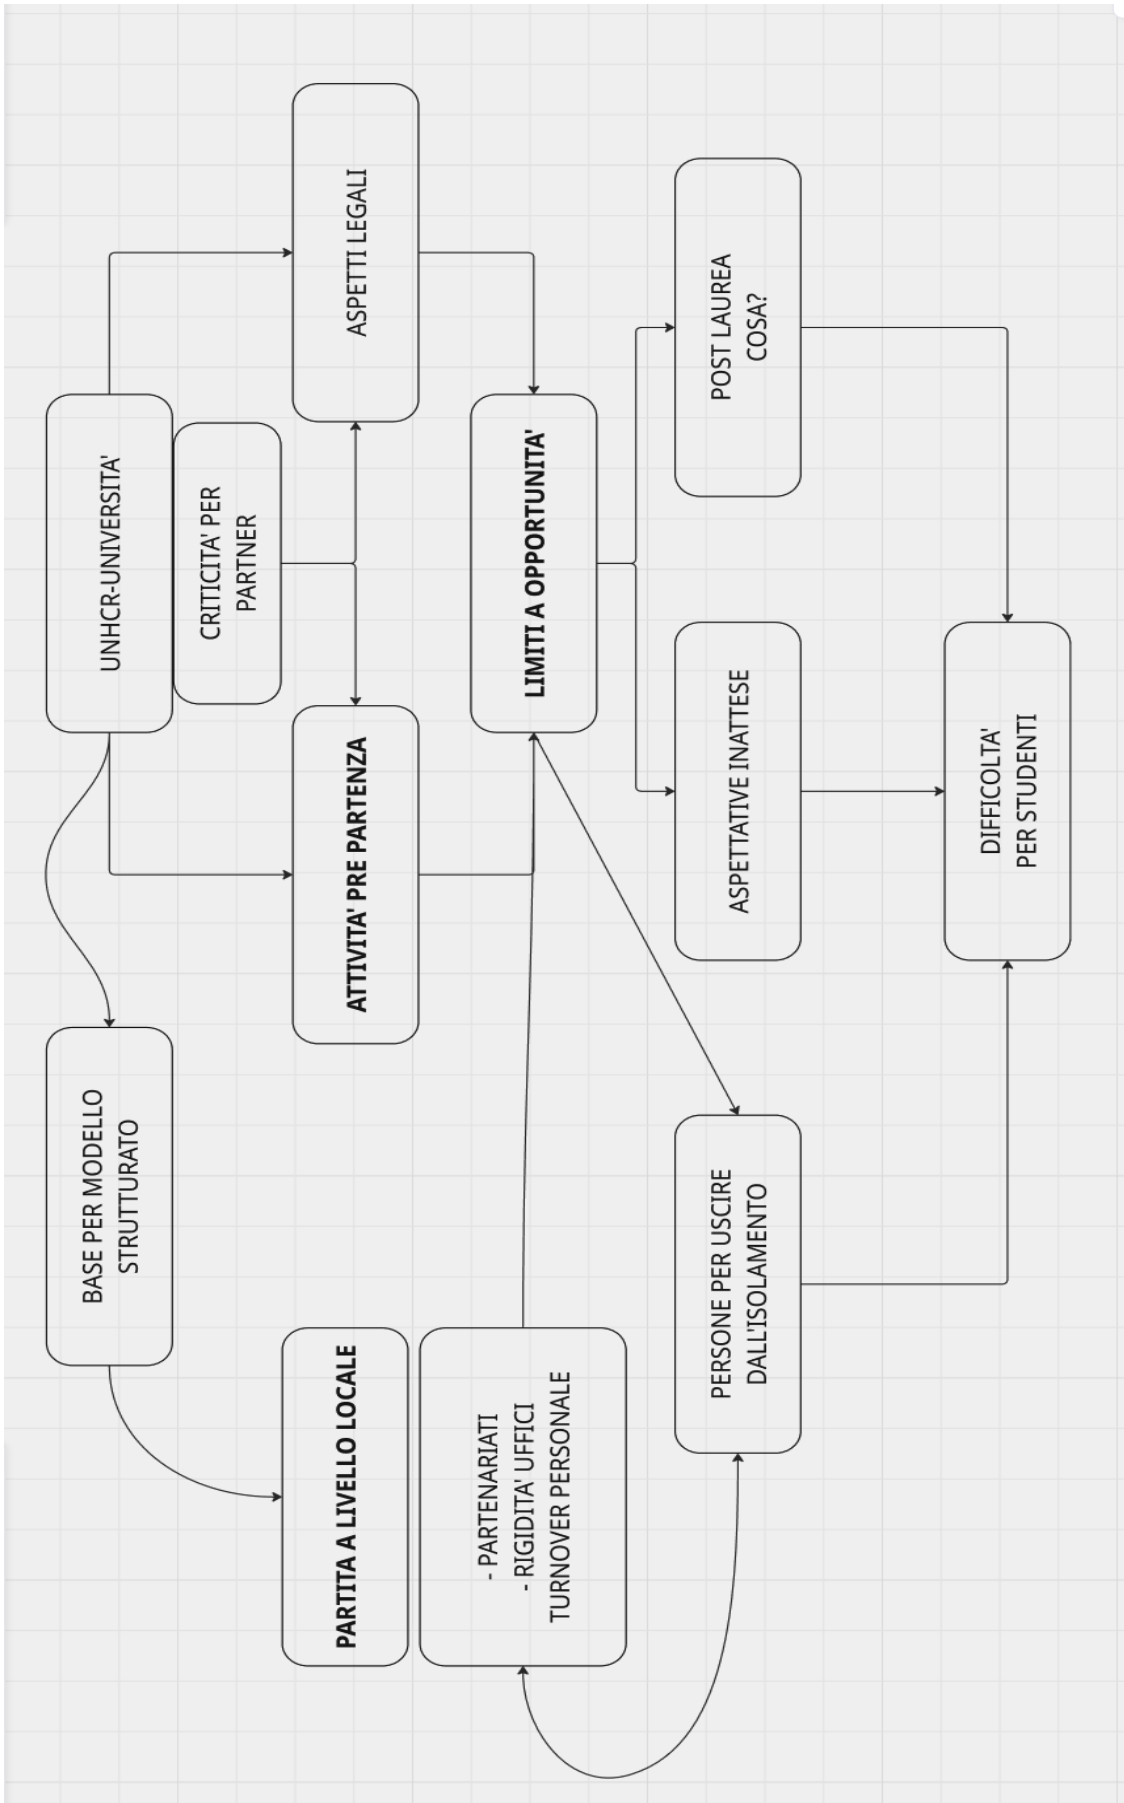 BASE PER MODELLO
STRUTTURATO
UNHCR-UNIVERSITA'
CRITICITA' PER
PARTNER
PARTITA A LIVELLO LOCALE
ATTIVITA' PRE PARTENZA
ASPETTI LEGALI
- PARTENARIATI
- RIGIDITA' UFFICI
TURNOVER PERSONALE
LIMITI A OPPORTUNITA'
PERSONE PER USCIRE
DALL'ISOLAMENTO
ASPETTATIVE INATTESE
POST LAUREA
COSA?
DIFFICOLTA'
PER STUDENTI